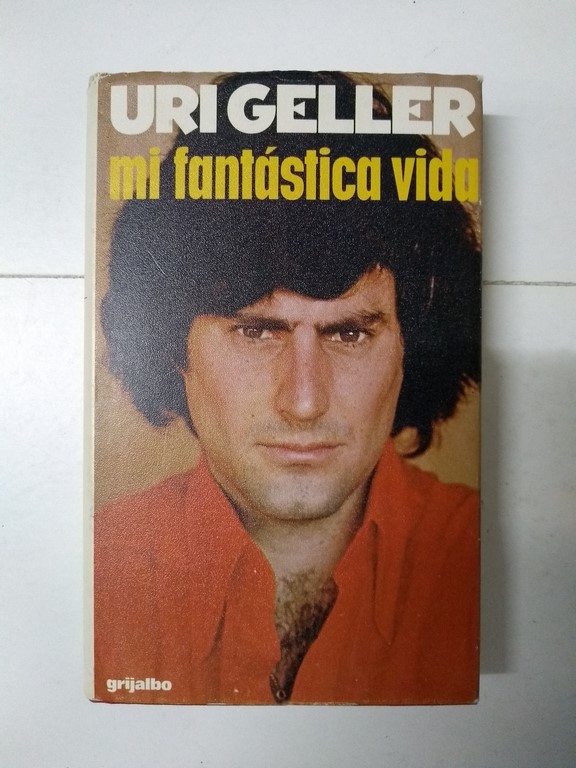 URI GELLER
mi fantástica vida
grijalbo